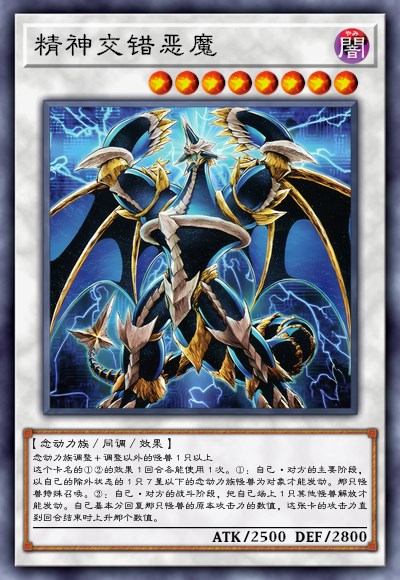 精神交错恶魔
やみ
闇
【念动力族／同调／效果】
念动力族调整＋调整以外的怪兽1只以上
这个卡名的①②的效果1回合各能使用1次。①：自己·对方的主要阶段，
以自己的除外状态的1只7星以下的念动力族怪兽为对象才能发动。那只怪
兽特殊召唤。②：自己·对方的战斗阶段，把自己场上1只其他怪兽解放才
能发动。自己基本分回复那只怪兽的原本攻击力的数值，这张卡的攻击力直
到回合结束时上升那个数值。
ATK/2500 DEF/2800